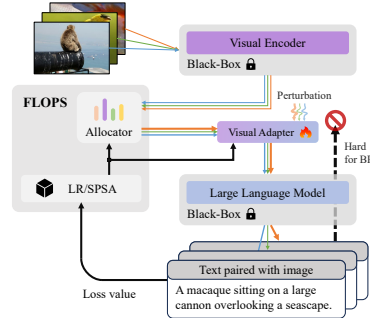 Visual Encoder
Black-Box
Perturbation
FLOPS
Allocator
Visual Adapter
Hard
for BP
LR/SPSA
Large Language Model
Black-Box
Text paired with image
Loss value
A macaque sitting on a large
cannon overlooking a seascape.